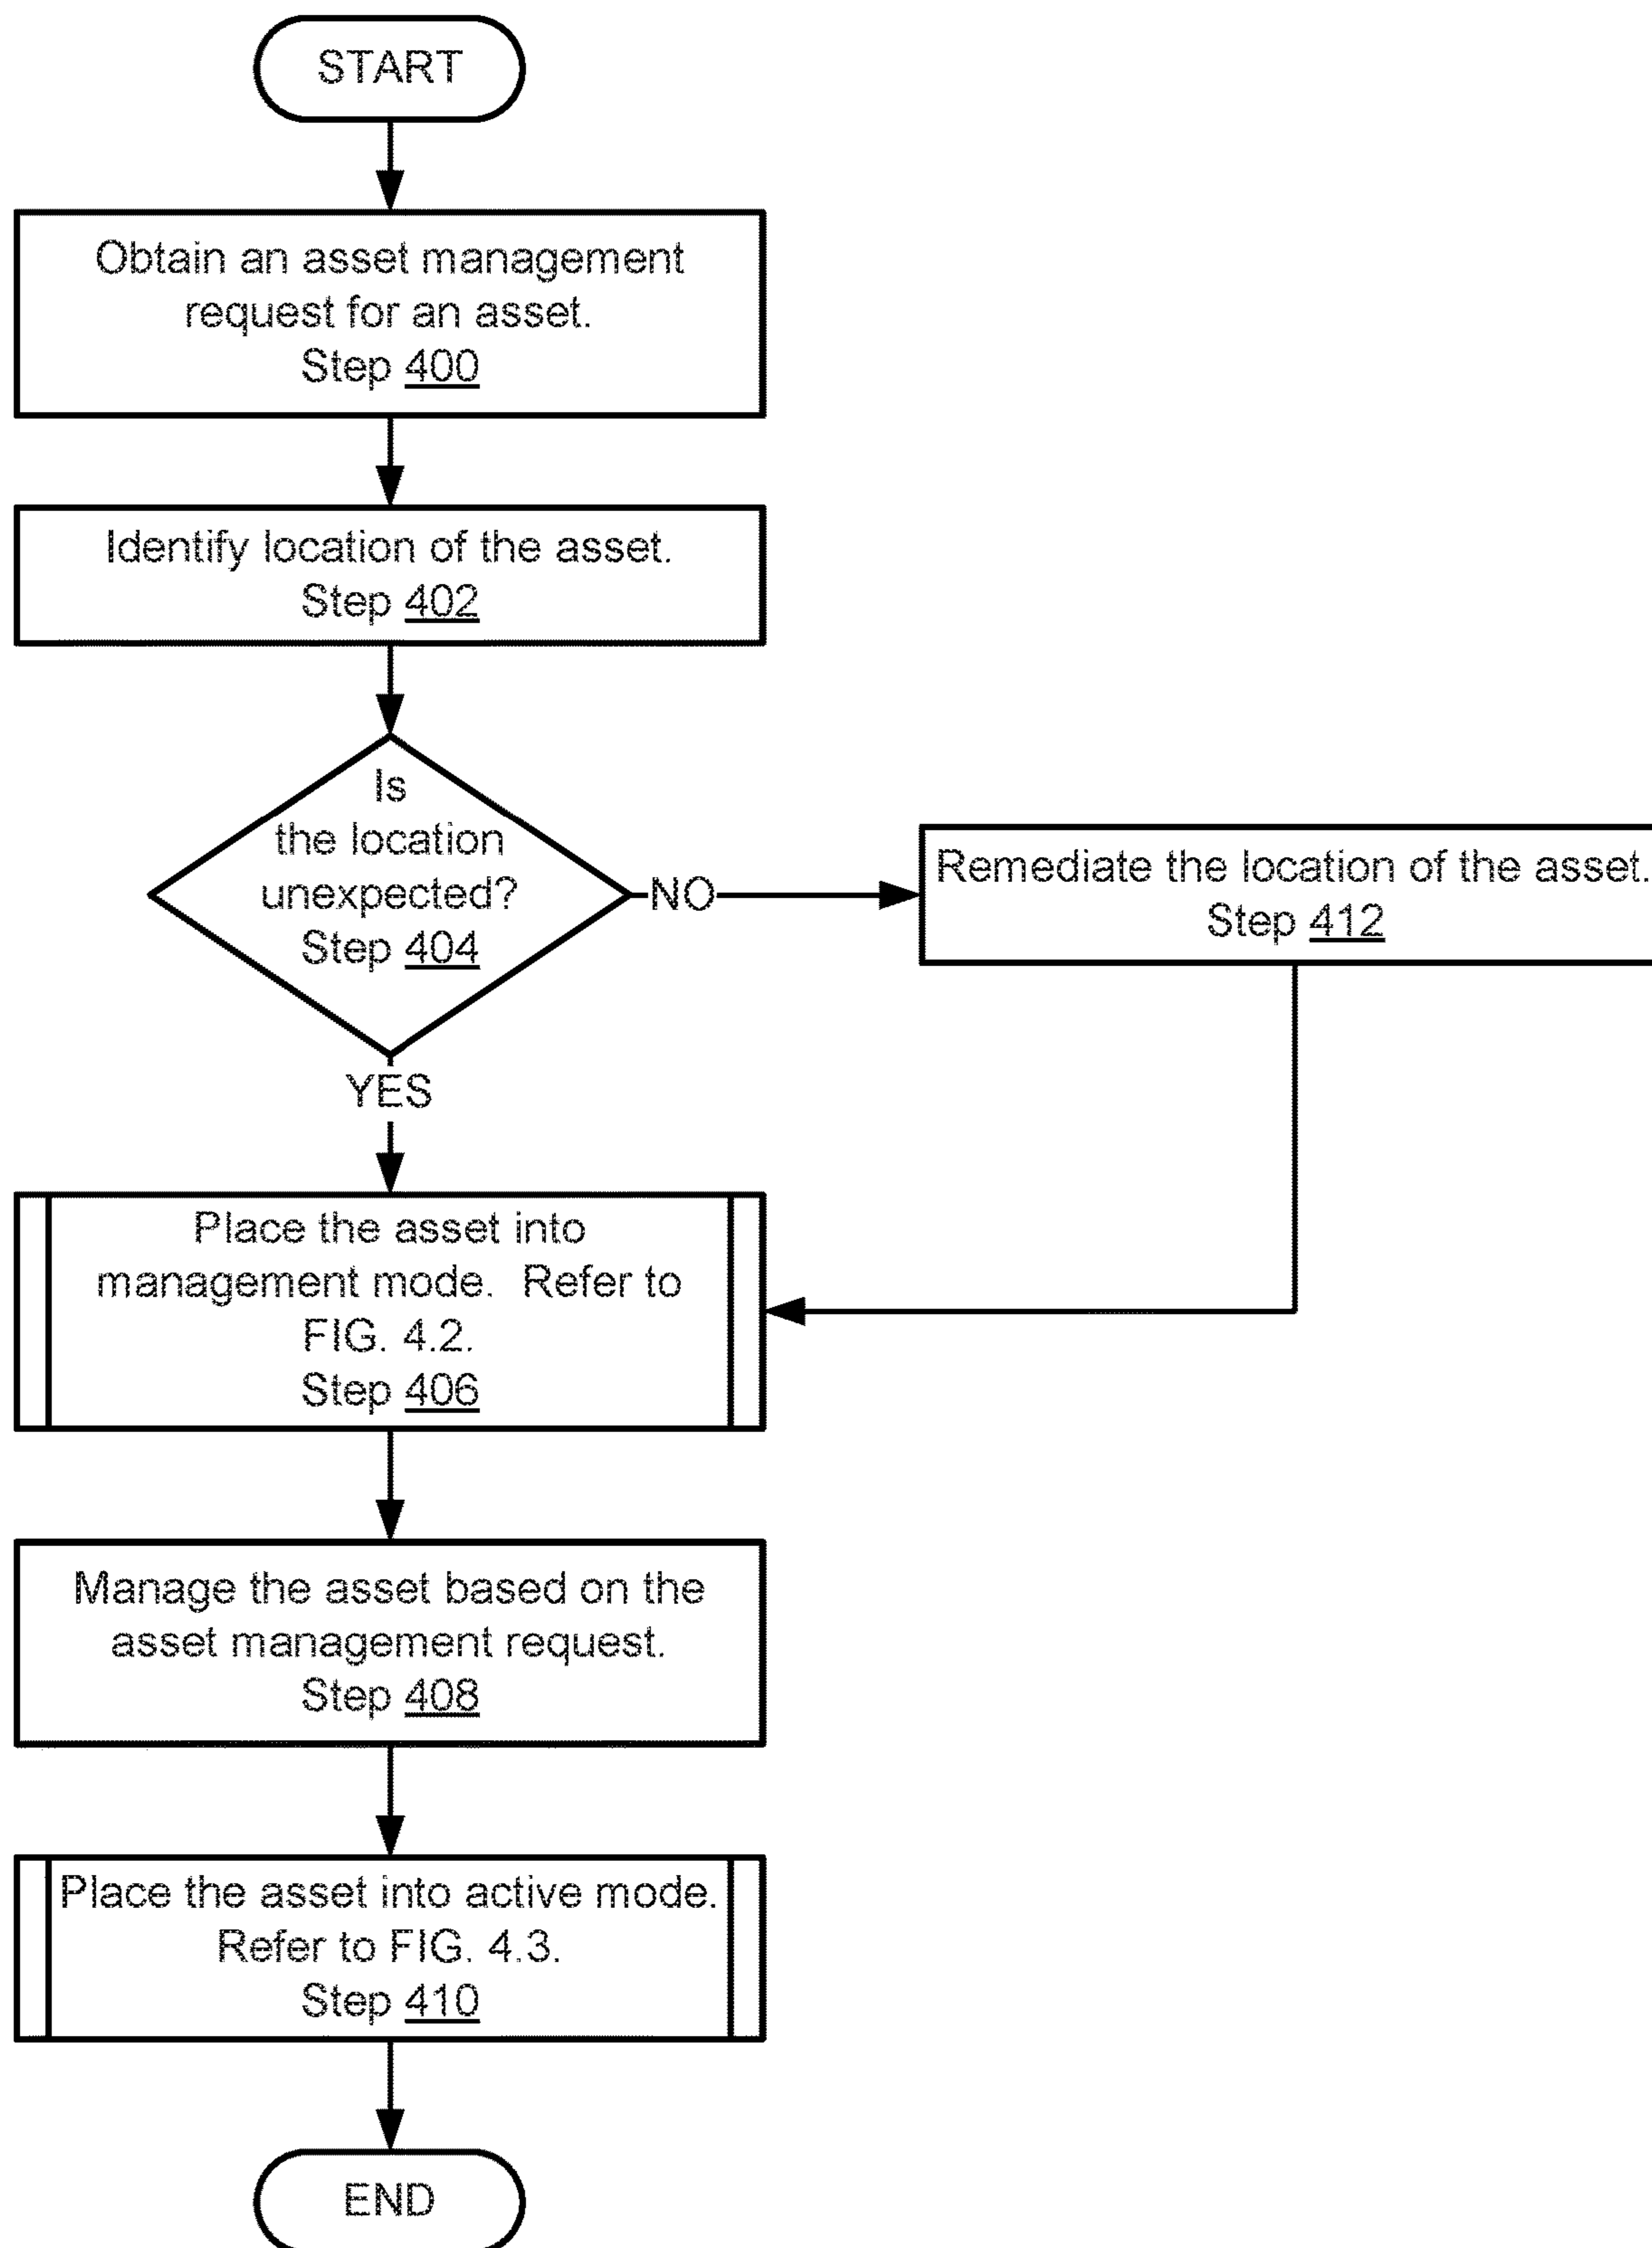 START
Obtain an asset management
request for an asset.
Step 400
Identify location of the asset.
Step 402
Is
the location
unexpected?
Step 404
NO
Remediate the location of the asset.
Step 412
YES
Place the asset into
management mode.  Refer to
FIG. 4.2.
Step 406
Manage the asset based on the
asset management request.
Step 408
Place the asset into active mode.
Refer to FIG. 4.3.
Step 410
END